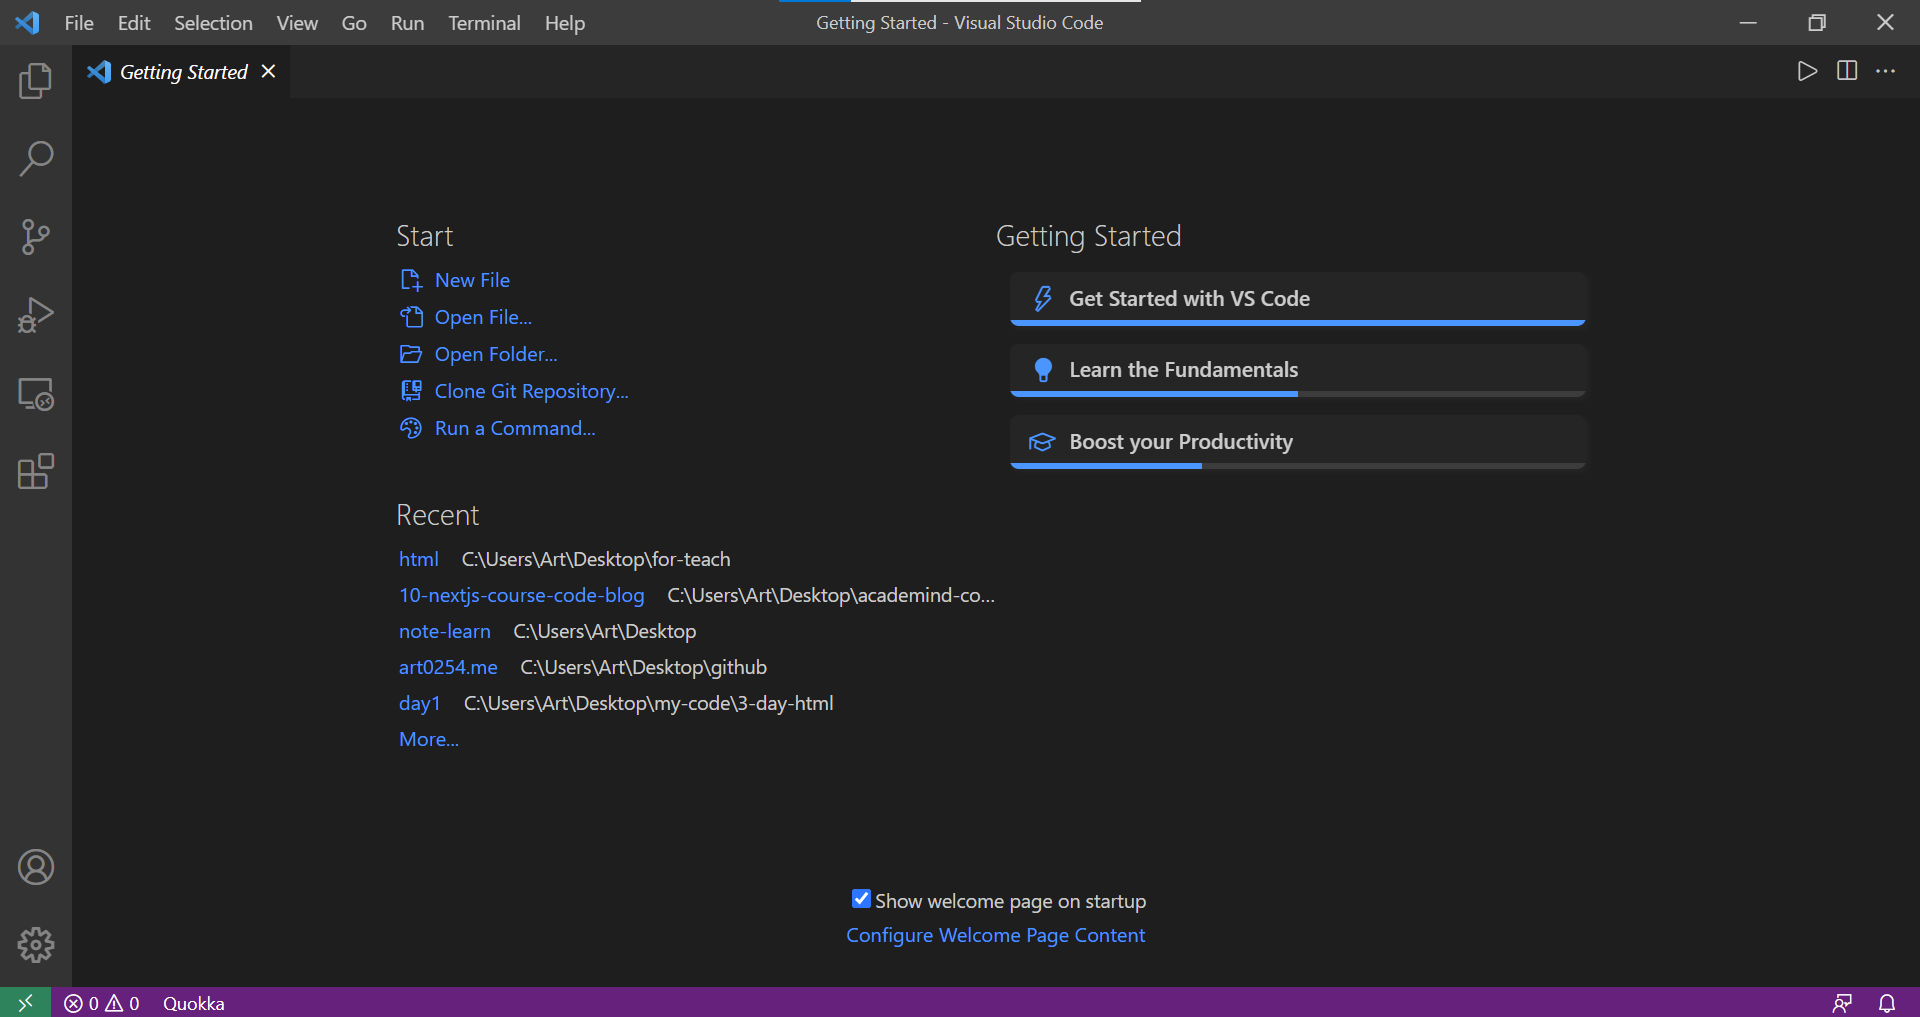 File Edit Selection View Go Run Terminal Help Getting Started - Visual Studio Code
Getting Started
Start
New File
Open File...
Open Folder...
Clone Git Repository...
Run a Command...
Recent
html C:\Users\Art\Desktop\for-teach
10-nextjs-course-code-blog C:\Users\Art\Desktop\academind-co...
note-learn C:\Users\Art\Desktop
art0254.me C:\Users\Art\Desktop\github
day1 C:\Users\Art\Desktop\my-code\3-day-html
More...
Getting Started
Get Started with VS Code
Learn the Fundamentals
Boost your Productivity
Show welcome page on startup
Configure Welcome Page Content
0 0 Quokka